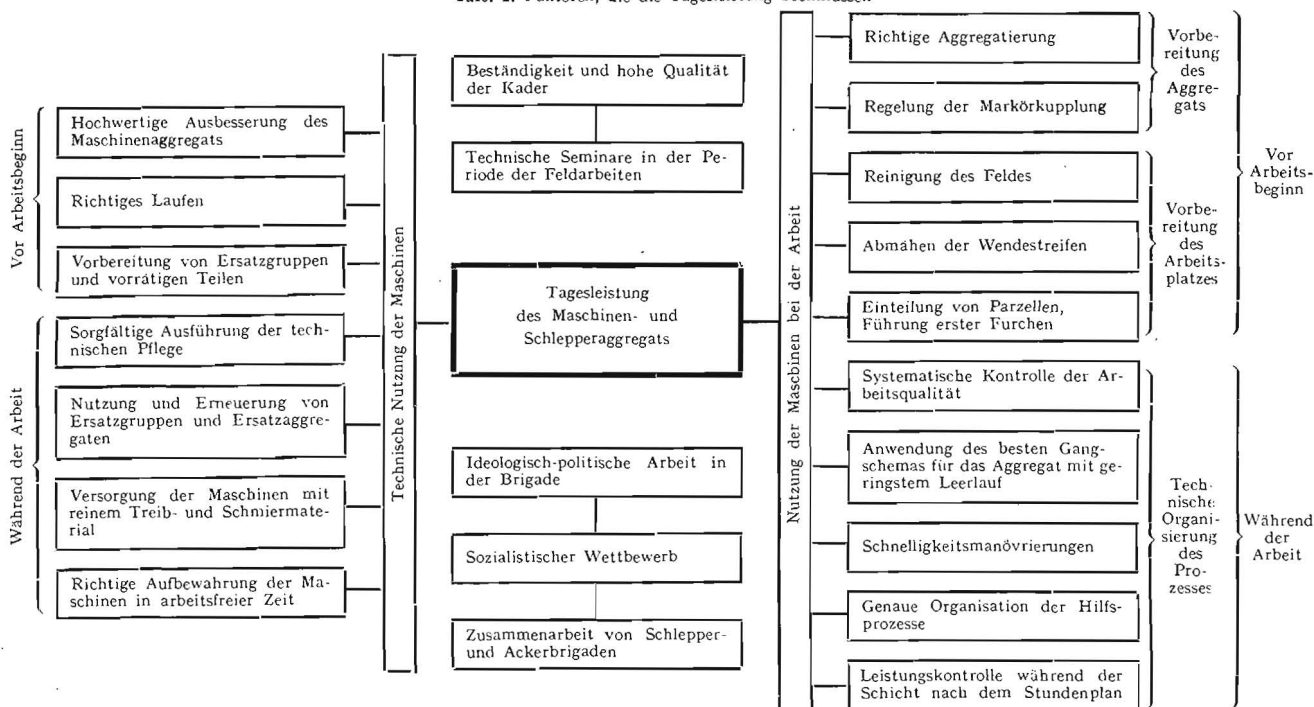 Vor Arbeitsbeginn
Hochwertige Ausbesserung des
Maschinenaggregats
Richtiges Laufen
Vorbereitung von Ersatzgruppen
und vorrätigen Teilen
Während der Arbeit
Sorgfältige Ausführung der tech-
nischen Pflege
Nutzung und Erneuerung von
Ersatzgruppen und Ersatzaggre-
gaten
Versorgung der Maschinen mit
reinem Treib- und Schmiermate-
rial
Richtige Aufbewahrung der Ma-
schinen in arbeitsfreier Zeit
Technische Nutznng der Maschinen
Beständigkeit und hohe Qualität
der Kader
Technische Seminare in der Pe-
riode der Feldarbeiten
Tagesleistung
des Maschinen- und
Schlepperaggregats
Ideologisch-politische Arbeit in
der Brigade
Sozialistischer Wettbewerb
Zusammenarbeit von Schlepper-
und Ackerbrigaden
Nutzung der Mascbinen bei der Arbeit
Richtige Aggregatierung
Regelung der Markörkupplung
Reinigung des Feldes
Abmähen der Wendestreifen
Einteilung von Parzellen,
Führung erster Furchen
Systematische Kontrolle der Ar-
beitsqualität
Anwendung des besten Gang-
schemas für das Aggregat mit ge-
ringstem Leerlauf
Schnelligkeitsmanövrierungen
Genaue Organisation der Hilfs-
prozesse
Leistungskontrolle während der
Schicht nach dem Stundenplan
Vorbe-
reitung
des
Aggre-
gats
Vorbe-
reitung
des
Arbeits-
platzes
Tech-
nische
Organi-
sierung
des
Pro-
zesses
Vor
Arbeits-
beginn
Während
der
Arbeit